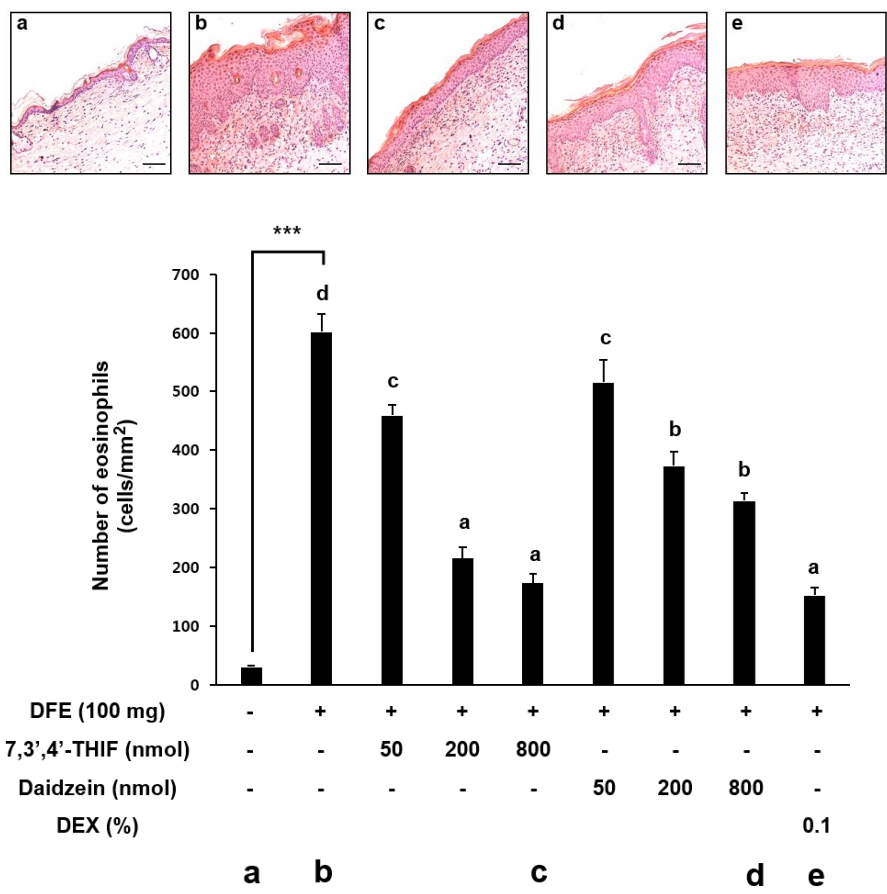 a b c d e
***
700
d
600
c
500
c
400
b
b
300
a
a
a
200
100
0
Number of eosinophils
(cells/mm²)
DFE (100 mg) - + + + + + + + +
7,3’,4’-THIF (nmol) - - 50 200 800 - - - -
Daidzein (nmol) - - - - - 50 200 800 -
DEX (%) 0.1
a b c d e